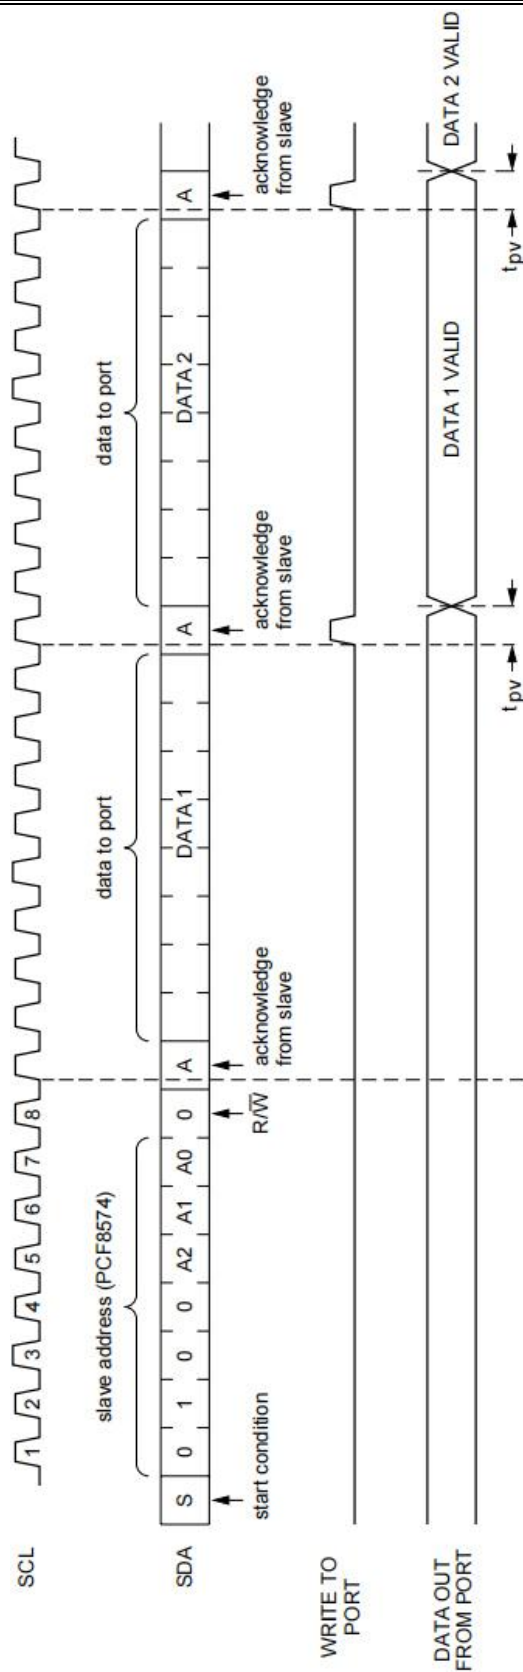 SCL
1 2 3 4 5 6 7 8
slave address (PCF8574)
data to port
data to port
SDA
S 0 1 0 0 A2 A1 A0 0 A DATA 1 A DATA 2 A
start condition
R/W̅
acknowledge
from slave
acknowledge
from slave
acknowledge
from slave
WRITE TO
PORT
DATA OUT
FROM PORT
DATA 1 VALID
DATA 2 VALID
tpv
tpv